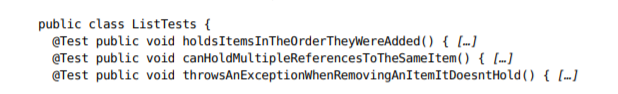 public class ListTests {
@Test public void holdsItemsInTheOrderTheyWereAdded() { […]
@Test public void canHoldMultipleReferencesToTheSameItem() { […]
@Test public void throwsAnExceptionWhenRemovingAnItemItDoesntHold() { […]